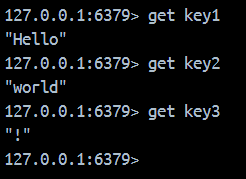 127.0.0.1:6379> get key1
"Hello"
127.0.0.1:6379> get key2
"world"
127.0.0.1:6379> get key3
"!"
127.0.0.1:6379>